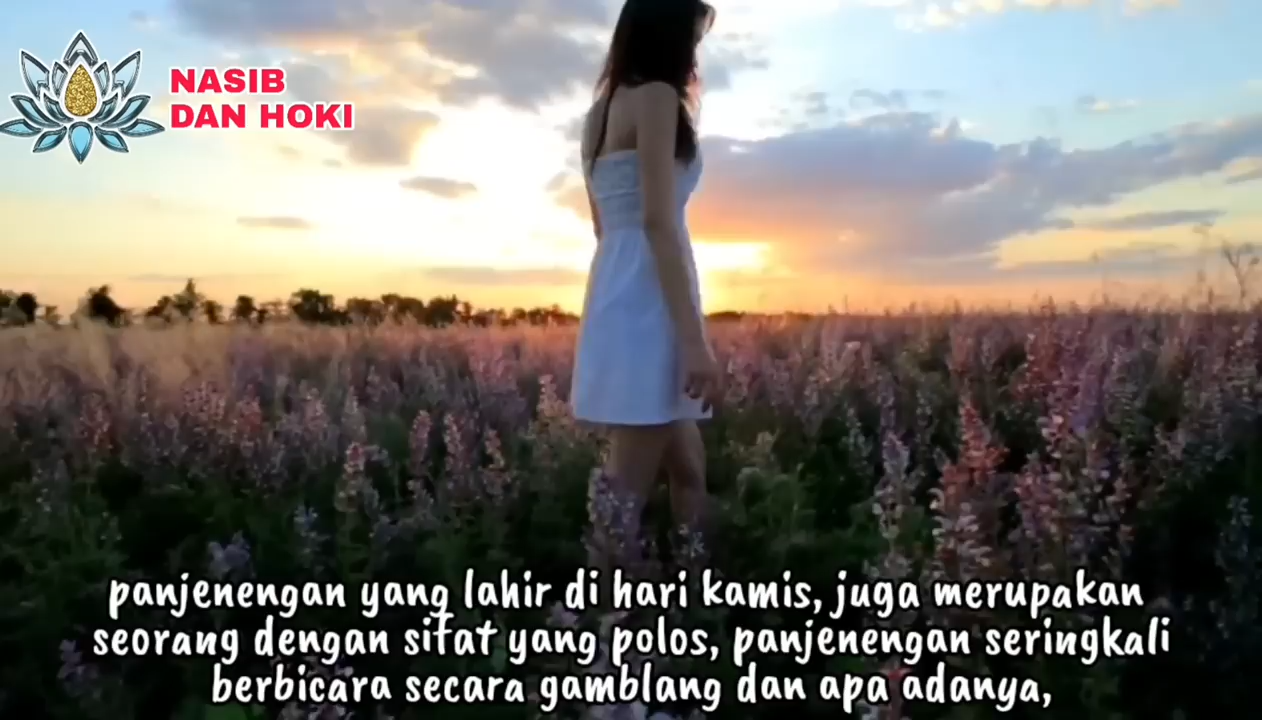 NASIB
DAN HOKI
panjenengan yang lahir di hari kamis, juga merupakan
seorang dengan sifat yang polos, panjenengan seringkali
berbicara secara gamblang dan apa adanya,